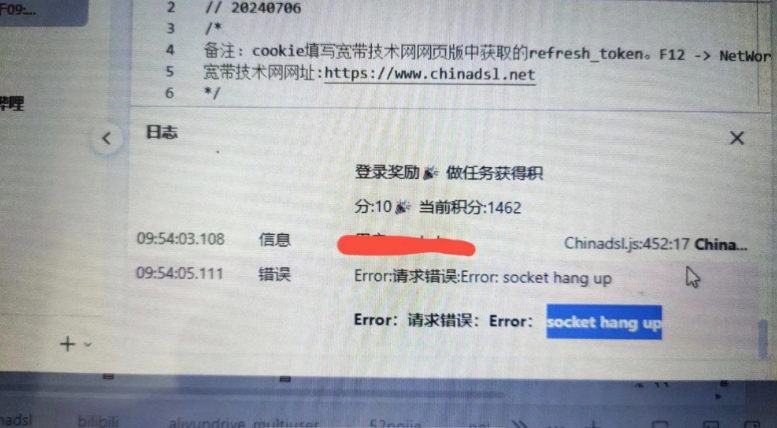 于09:...
2 // 20240706
3 /*
4 备注: cookie填写宽带技术网网页版中获取的refresh_token。F12 -> NetWor
5 宽带技术网网址:https://www.chinadsl.net
6 */
哔哩
日志
登录奖励🎉 做任务获得积
分:10🎉 当前积分:1462
09:54:03.108 信息 Chinadsl.js:452:17 China...
09:54:05.111 错误 Error:请求错误:Error: socket hang up
Error: 请求错误: Error: socket hang up
nadsl bilibili aliyundrive_multiuser 52pojie